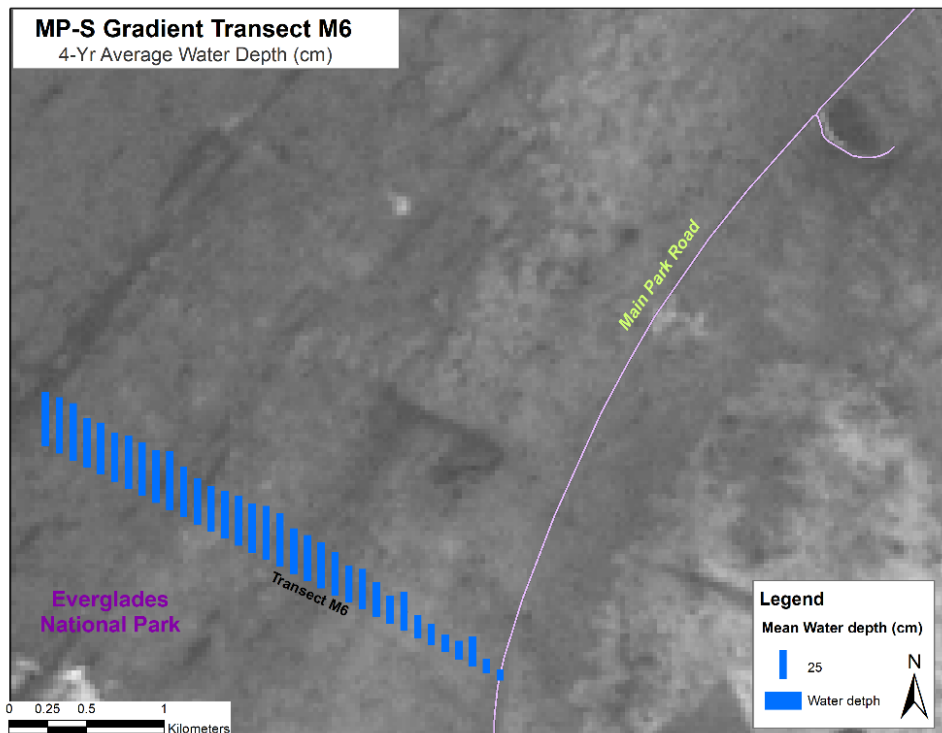 MP-S Gradient Transect M6
4-Yr Average Water Depth (cm)
Main Park Road
Transect M6
Everglades
National Park
Legend
Mean Water depth (cm)
25
Water detph
N
0 0.25 0.5 1
Kilometers